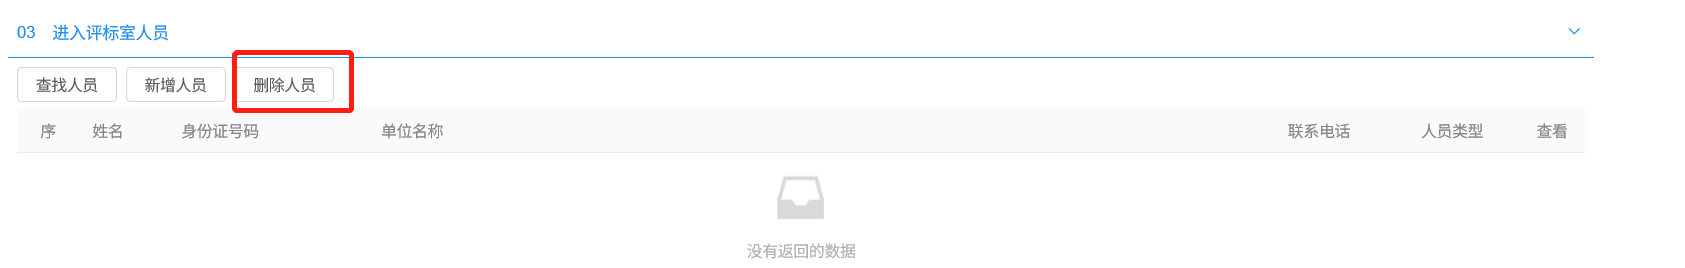 03 进入评标室人员
查找人员 新增人员 删除人员
序 姓名 身份证号码 单位名称 联系电话 人员类型 查看
没有返回的数据